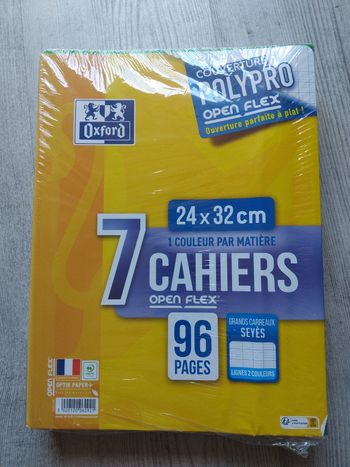 COUVERTURE
POLYPRO
OPEN FLEX
Ouverture parfaite à plat !
Oxford
24 x 32 cm
1 COULEUR PAR MATIÈRE
7 CAHIERS
OPEN FLEX
96
PAGES
GRANDS CARREAUX
SEYÈS
LIGNES 2 COULEURS
OPEN FLEX
OPTIK PAPER+